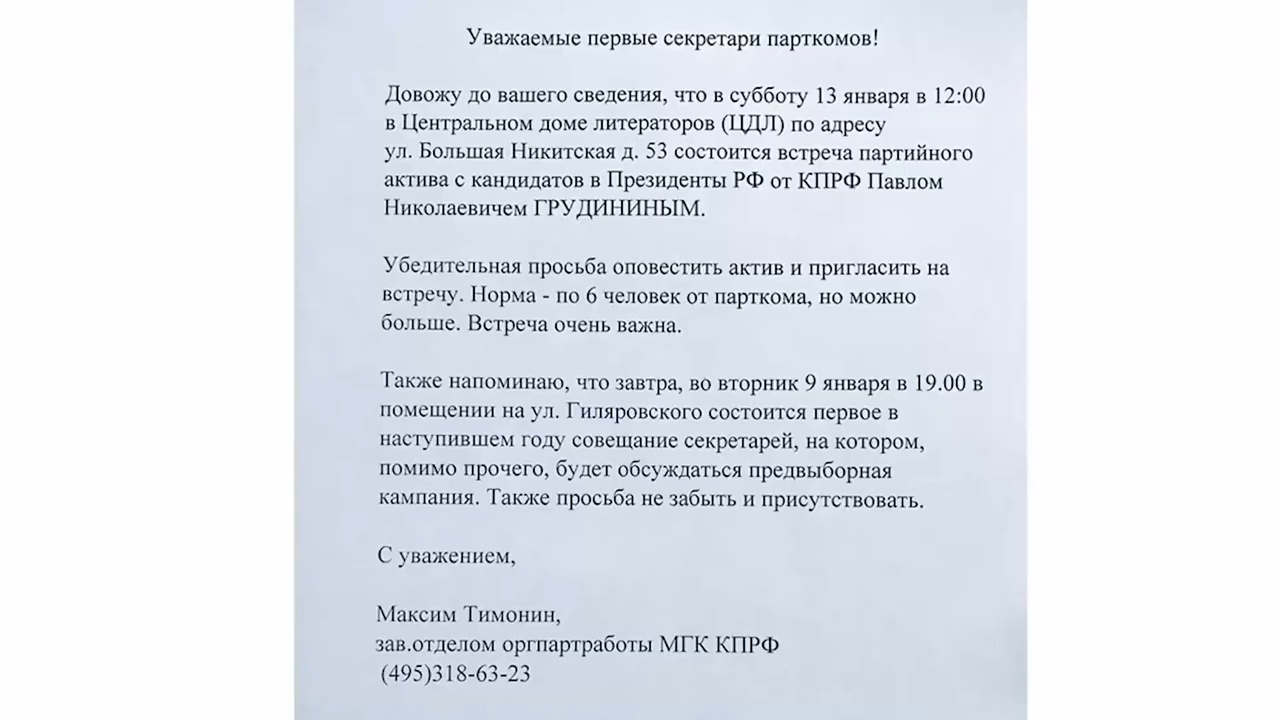 Уважаемые первые секретари парткомов!
Довожу до вашего сведения, что в субботу 13 января в 12:00
в Центральном доме литераторов (ЦДЛ) по адресу
ул. Большая Никитская д. 53 состоится встреча партийного
актива с кандидатов в Президенты РФ от КПРФ Павлом
Николаевичем ГРУДИНИНЫМ.
Убедительная просьба оповестить актив и пригласить на
встречу. Норма - по 6 человек от парткома, но можно
больше. Встреча очень важна.
Также напоминаю, что завтра, во вторник 9 января в 19.00 в
помещении на ул. Гиляровского состоится первое в
наступившем году совещание секретарей, на котором,
помимо прочего, будет обсуждаться предвыборная
кампания. Также просьба не забыть и присутствовать.
С уважением,
Максим Тимонин,
зав.отделом оргпартработы МГК КПРФ
(495)318-63-23